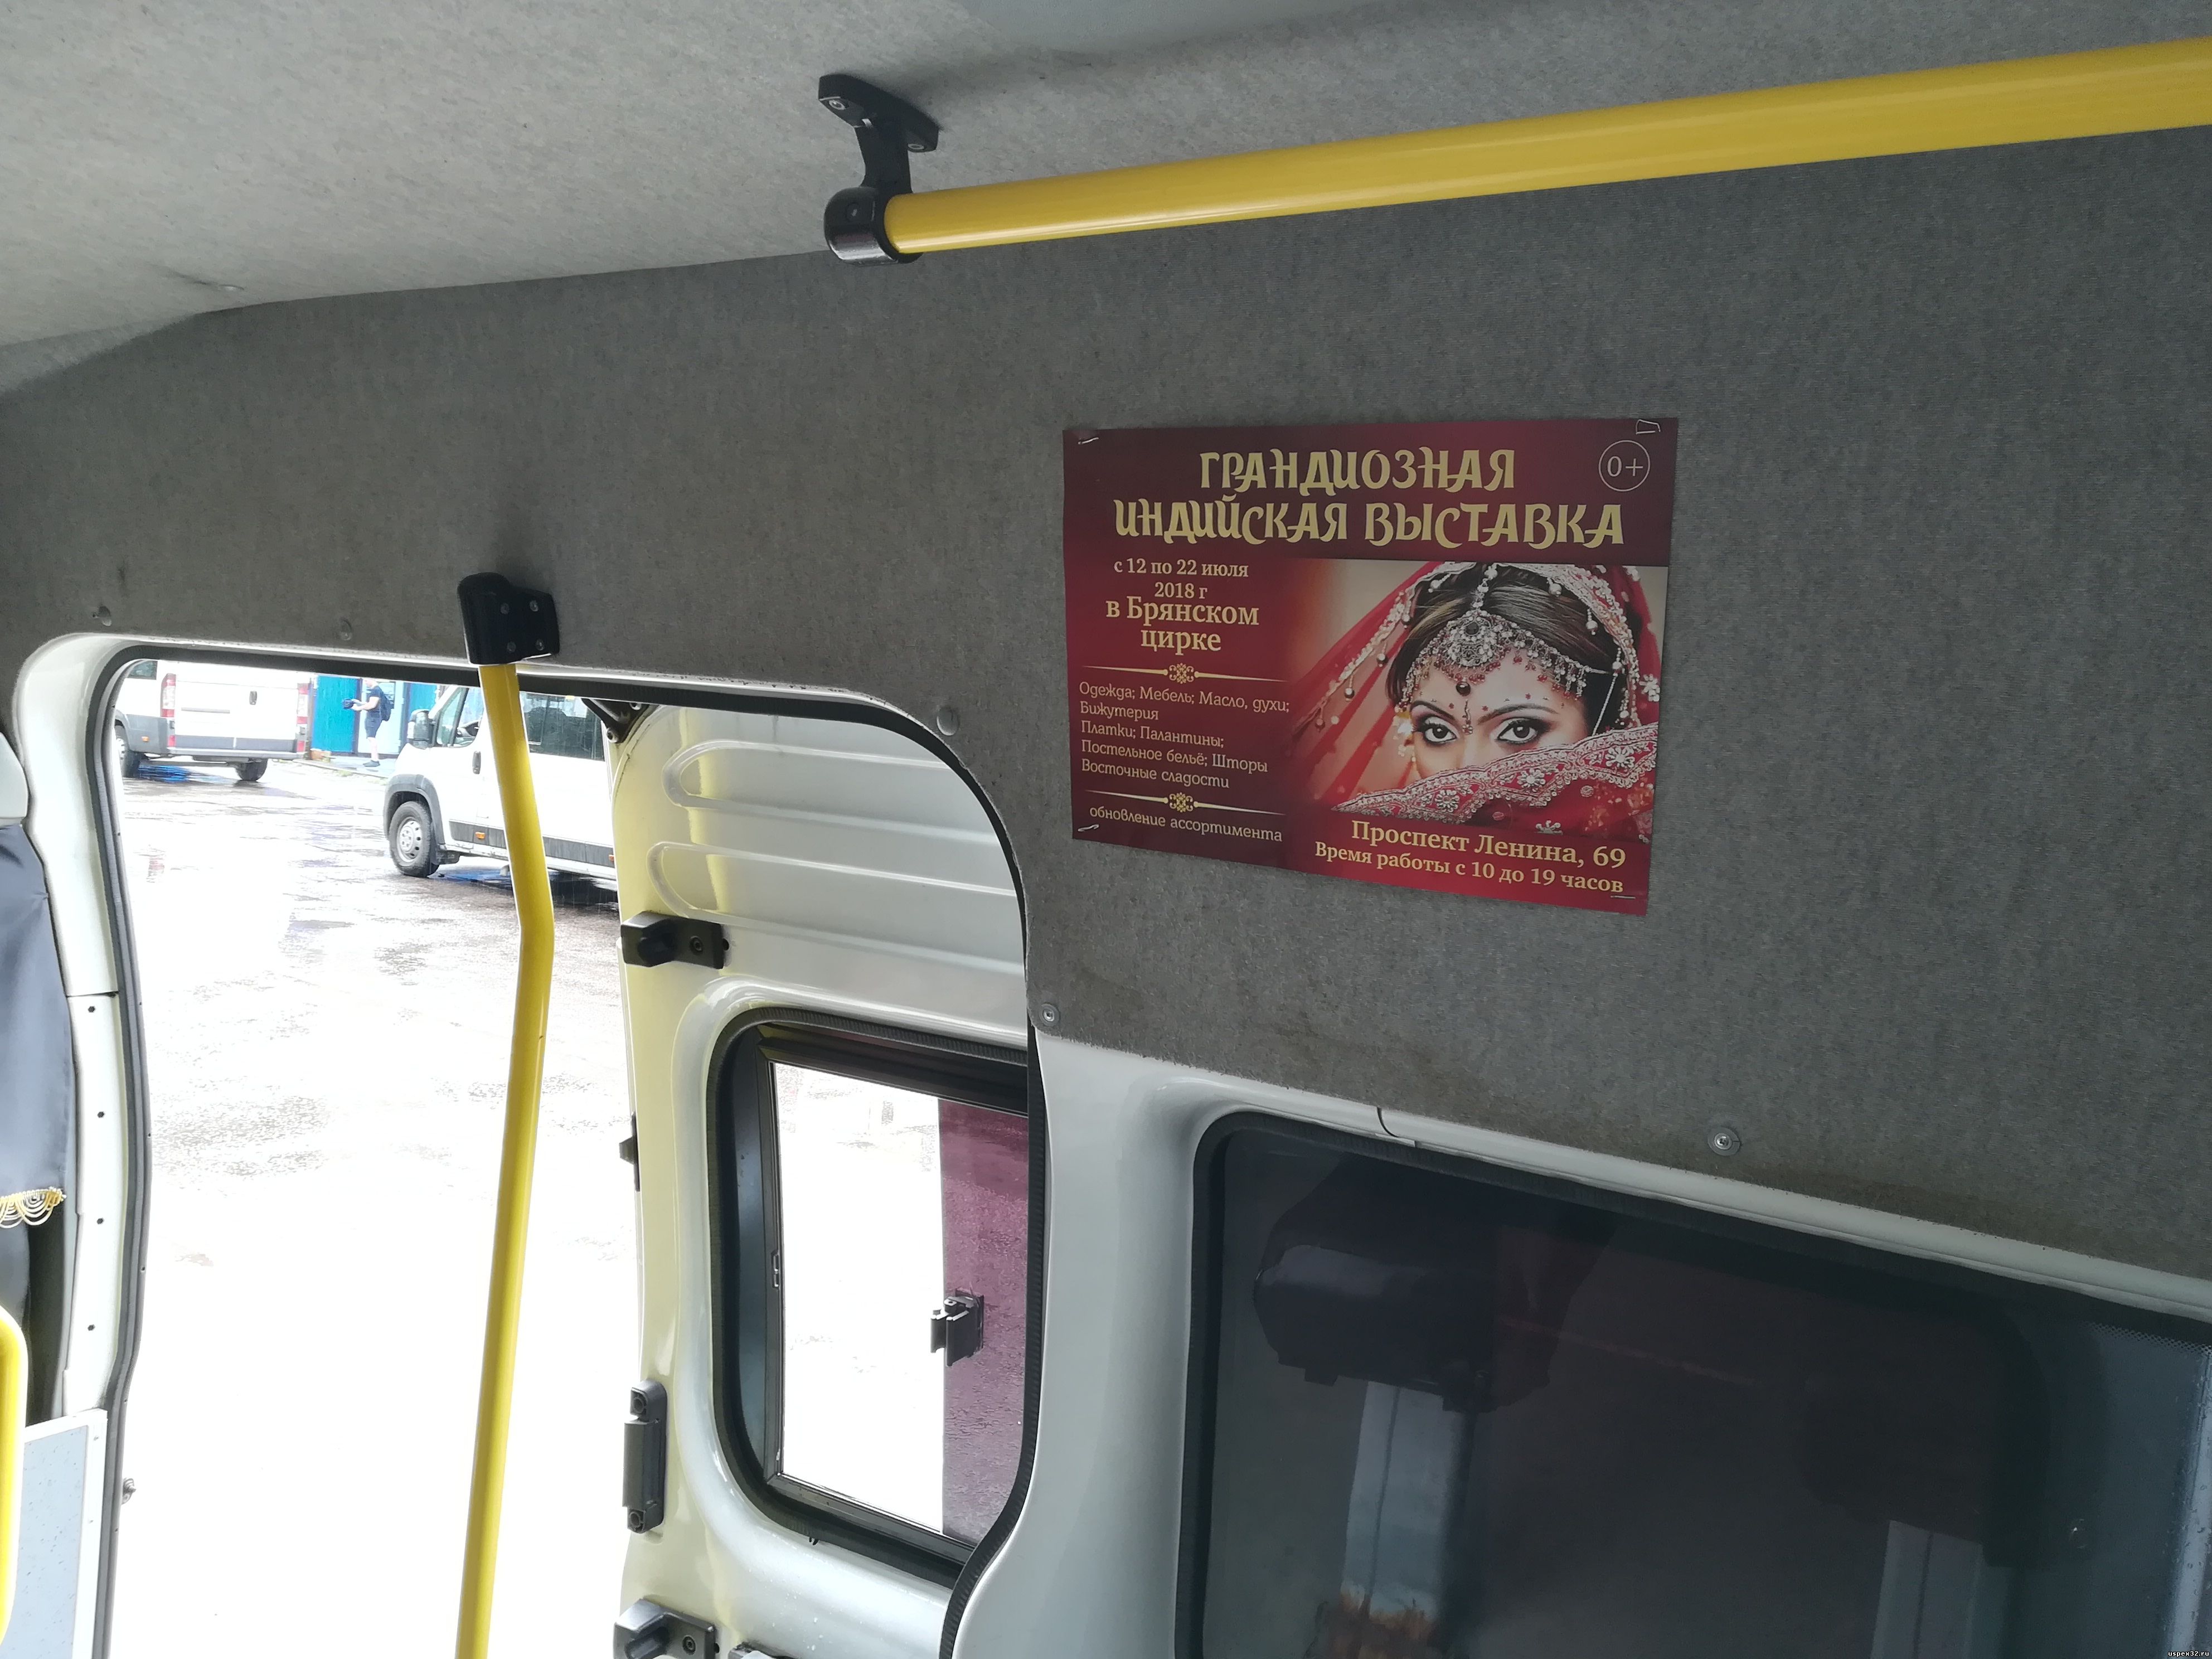 ГРАНДИОЗНАЯ
0+
ИНДИЙСКАЯ ВЫСТАВКА
с 12 по 22 июля
2018 г
в Брянском
цирке
Одежда; Мебель; Масло, духи;
Бижутерия
Платки; Палантины;
Постельное бельё; Шторы
Восточные сладости
обновление ассортимента
Проспект Ленина, 69
Время работы с 10 до 19 часов
uspex32.ru